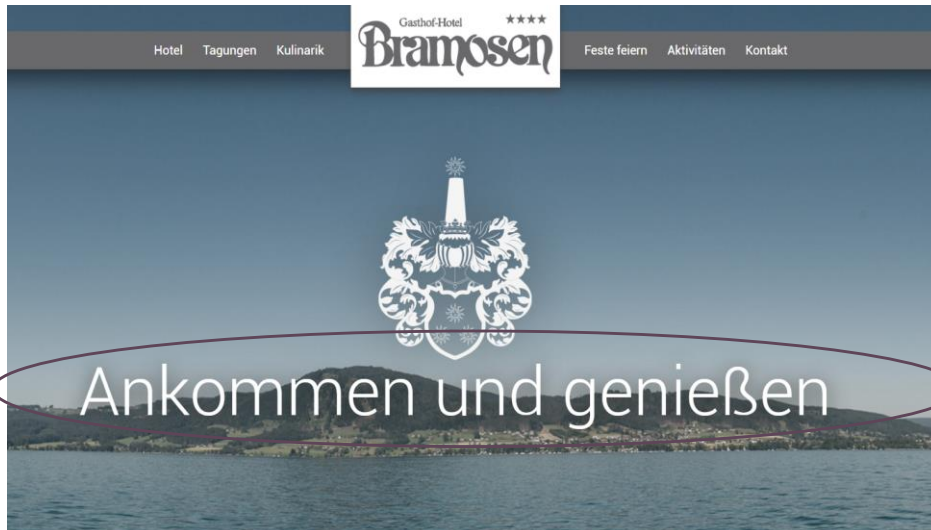 Gasthof-Hotel ★★★★
Bramosen
Hotel Tagungen Kulinarik Feste feiern Aktivitäten Kontakt
Ankommen und genießen